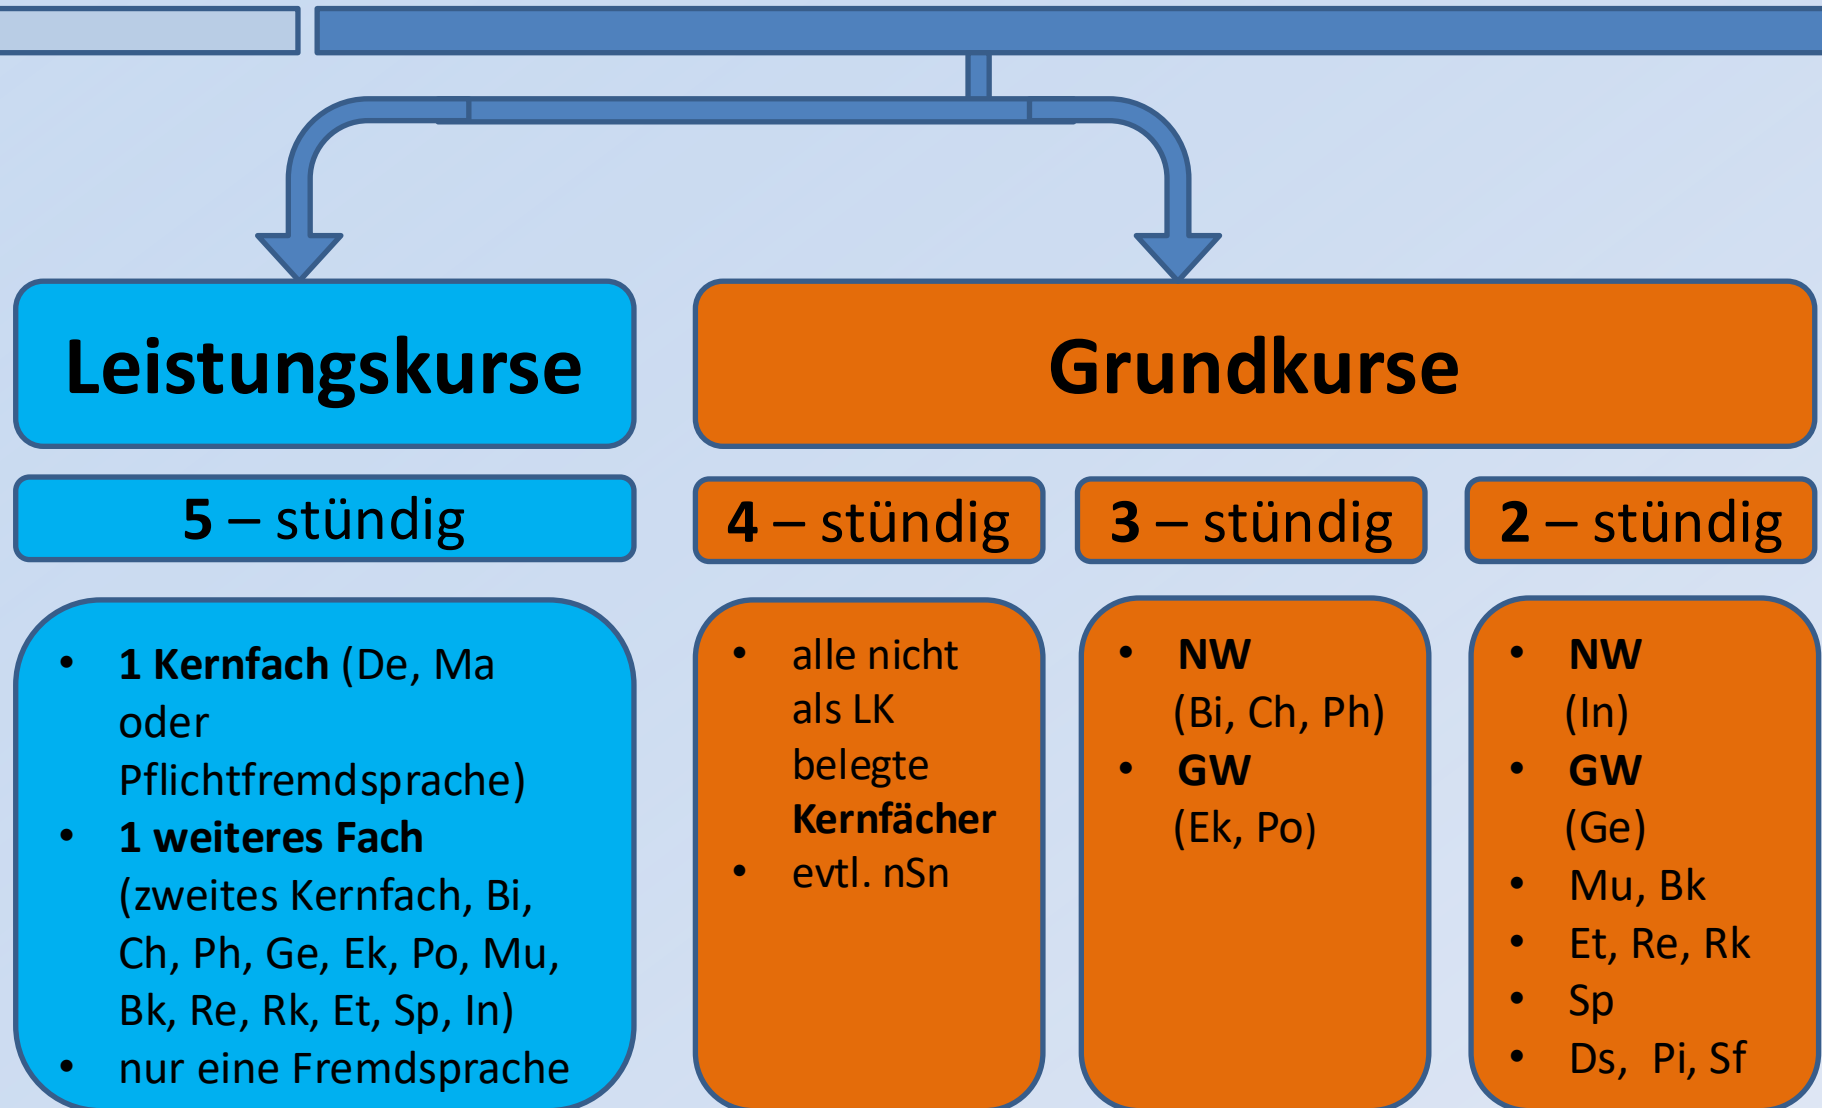 Leistungskurse
Grundkurse
5 – stündig
4 – stündig
3 – stündig
2 – stündig
• 1 Kernfach (De, Ma
oder
Pflichtfremdsprache)
• 1 weiteres Fach
(zweites Kernfach, Bi,
Ch, Ph, Ge, Ek, Po, Mu,
Bk, Re, Rk, Et, Sp, In)
• nur eine Fremdsprache
• alle nicht
als LK
belegte
Kernfächer
• evtl. nSn
• NW
(Bi, Ch, Ph)
• GW
(Ek, Po)
• NW
(In)
• GW
(Ge)
• Mu, Bk
• Et, Re, Rk
• Sp
• Ds, Pi, Sf